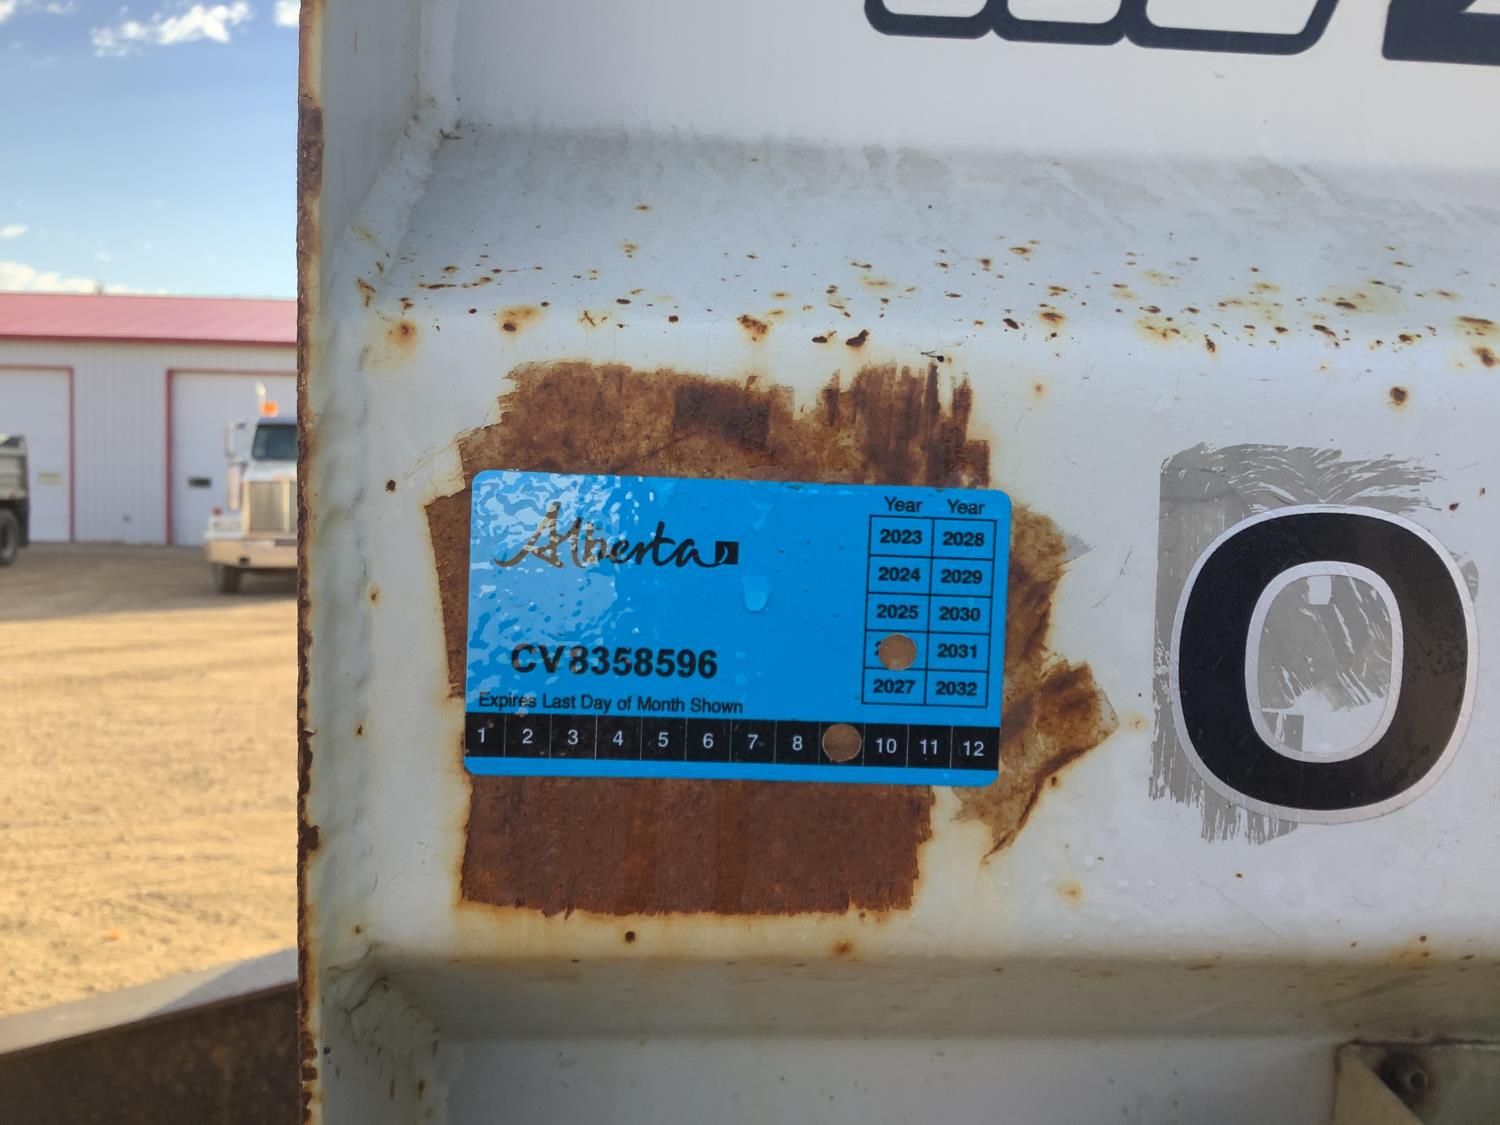 Alberta
Year Year
2023 2028
2024 2029
2025 2030
2031
2027 2032
CV8358596
Expires Last Day of Month Shown
1 2 3 4 5 6 7 8 10 11 12
O